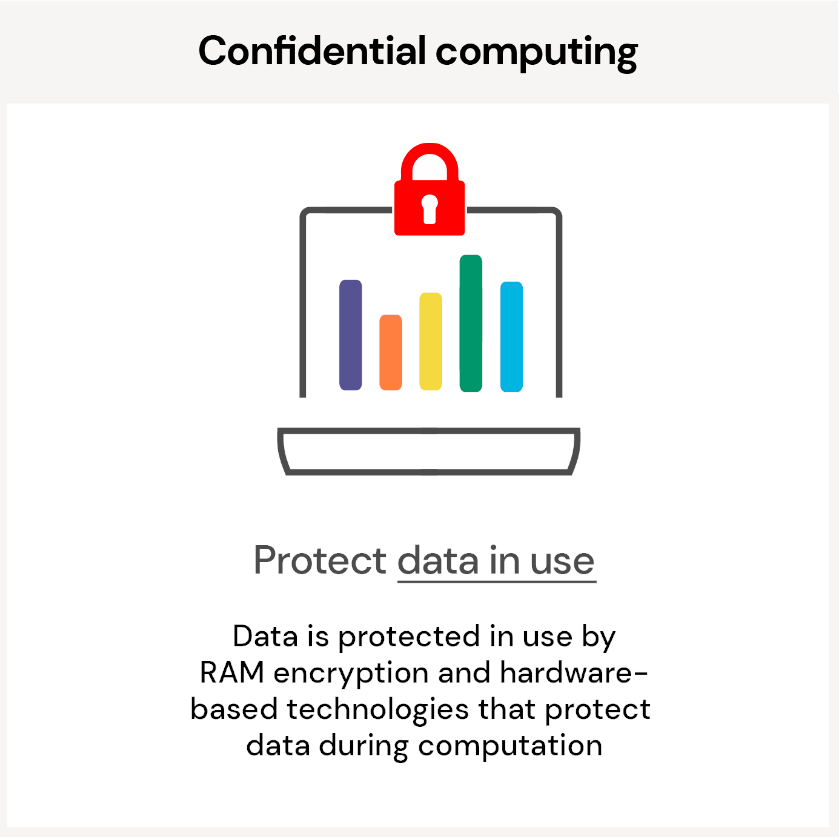 Confidential computing
Protect data in use
Data is protected in use by
RAM encryption and hardware-
based technologies that protect
data during computation